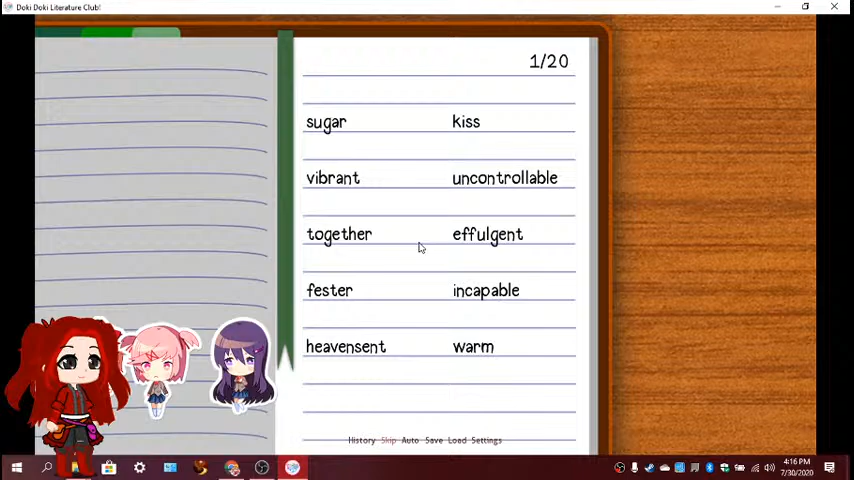 Doki Doki Literature Club!
1/20
sugar kiss
vibrant uncontrollable
together effulgent
fester incapable
heavensent warm
History Skip Auto Save Load Settings
4:16 PM
7/30/2020